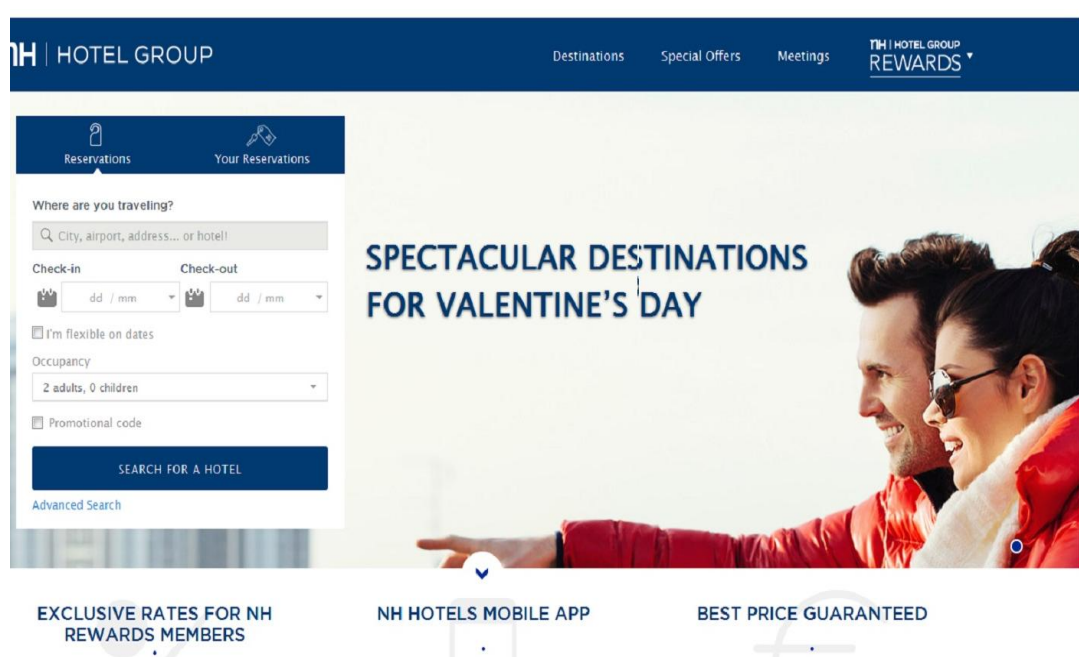 NH | HOTEL GROUP
Destinations
Special Offers
Meetings
NH | HOTEL GROUP
REWARDS
Reservations
Your Reservations
Where are you traveling?
City, airport, address... or hotel!
Check-in
Check-out
dd / mm
dd / mm
I'm flexible on dates
Occupancy
2 adults, 0 children
Promotional code
SEARCH FOR A HOTEL
Advanced Search
SPECTACULAR DESTINATIONS
FOR VALENTINE'S DAY
EXCLUSIVE RATES FOR NH
REWARDS MEMBERS
NH HOTELS MOBILE APP
BEST PRICE GUARANTEED